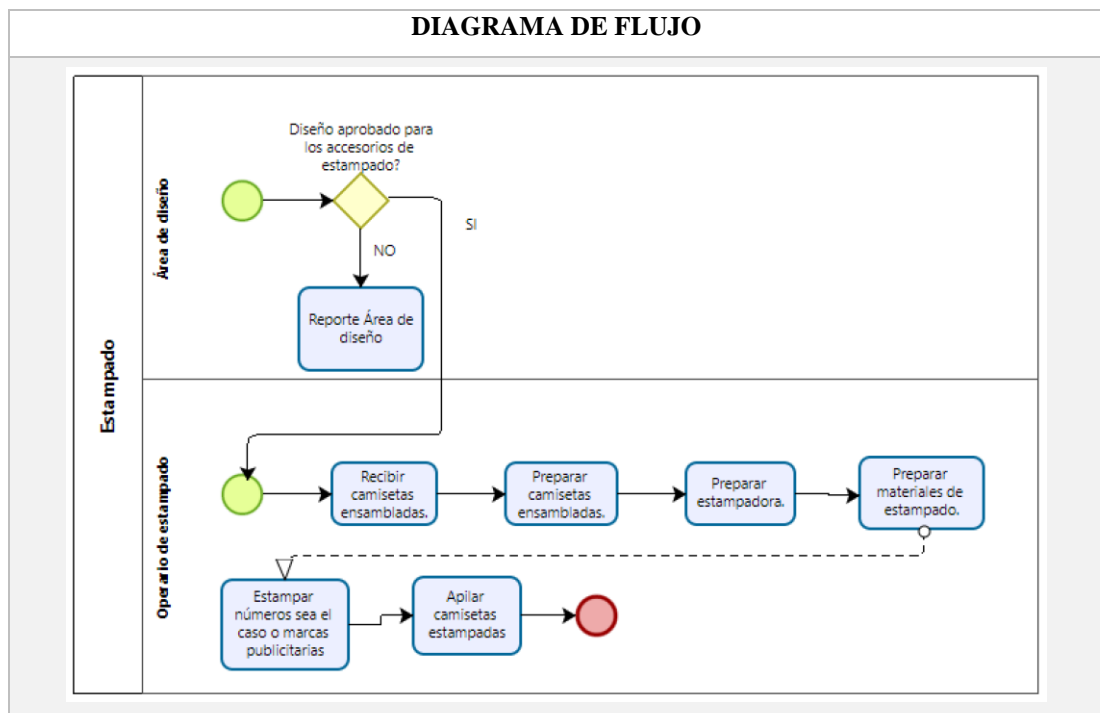 DIAGRAMA DE FLUJO
Estampado
Área de diseño
Diseño aprobado para
los accesorios de
estampado?
SI
NO
Reporte Área de
diseño
Operario de estampado
Recibir
camisetas
ensambladas.
Preparar
camisetas
ensambladas.
Preparar
estampadora.
Preparar
materiales de
estampado.
Estampar
números sea el
caso o marcas
publicitarias
Apilar
camisetas
estampadas